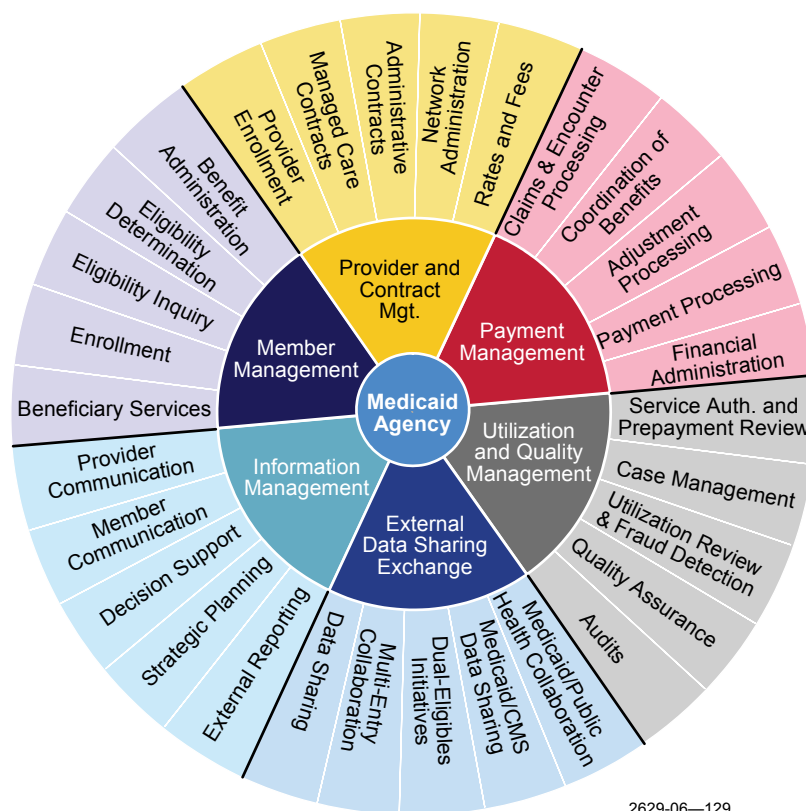 Medicaid
Agency
Provider and
Contract
Mgt.
Provider
Enrollment
Managed Care
Contracts
Administrative
Contracts
Network
Administration
Rates and Fees
Payment
Management
Claims & Encounter
Processing
Coordination of
Benefits
Adjustment
Processing
Payment Processing
Financial
Administration
Utilization
and Quality
Management
Service Auth. and
Prepayment Review
Case Management
Utilization Review
& Fraud Detection
Quality Assurance
Audits
External
Data Sharing
Exchange
Medicaid/Public
Health Collaboration
Medicaid/CMS
Data Sharing
Dual-Eligibles
Initiatives
Multi-Entry
Collaboration
Data Sharing
Information
Management
External Reporting
Strategic Planning
Decision Support
Member
Communication
Provider
Communication
Member
Management
Beneficiary Services
Enrollment
Eligibility Inquiry
Eligibility
Determination
Benefit
Administration
2629-06—129